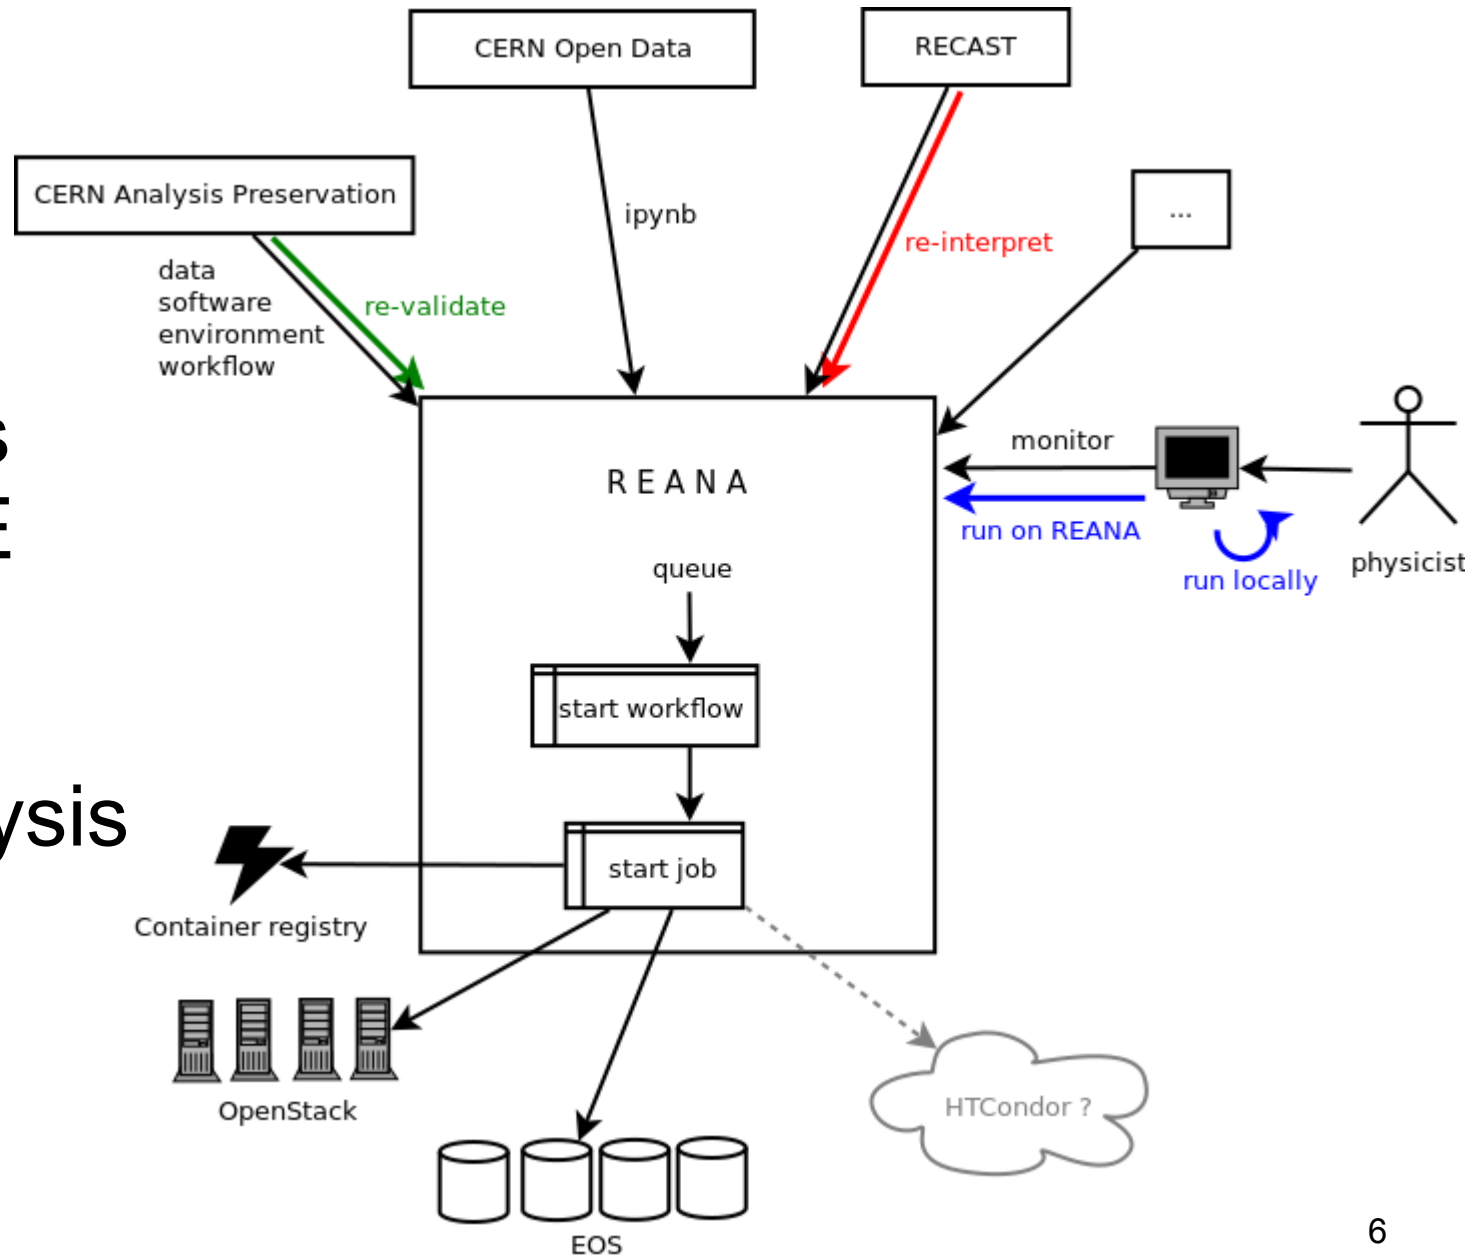 CERN Open Data
RECAST
CERN Analysis Preservation
...
ipynb
re-interpret
data
software
environment
workflow
re-validate
s
monitor
R E A N A
run on REANA
physicist
run locally
queue
start workflow
ysis
start job
Container registry
OpenStack
HTCondor ?
EOS
6